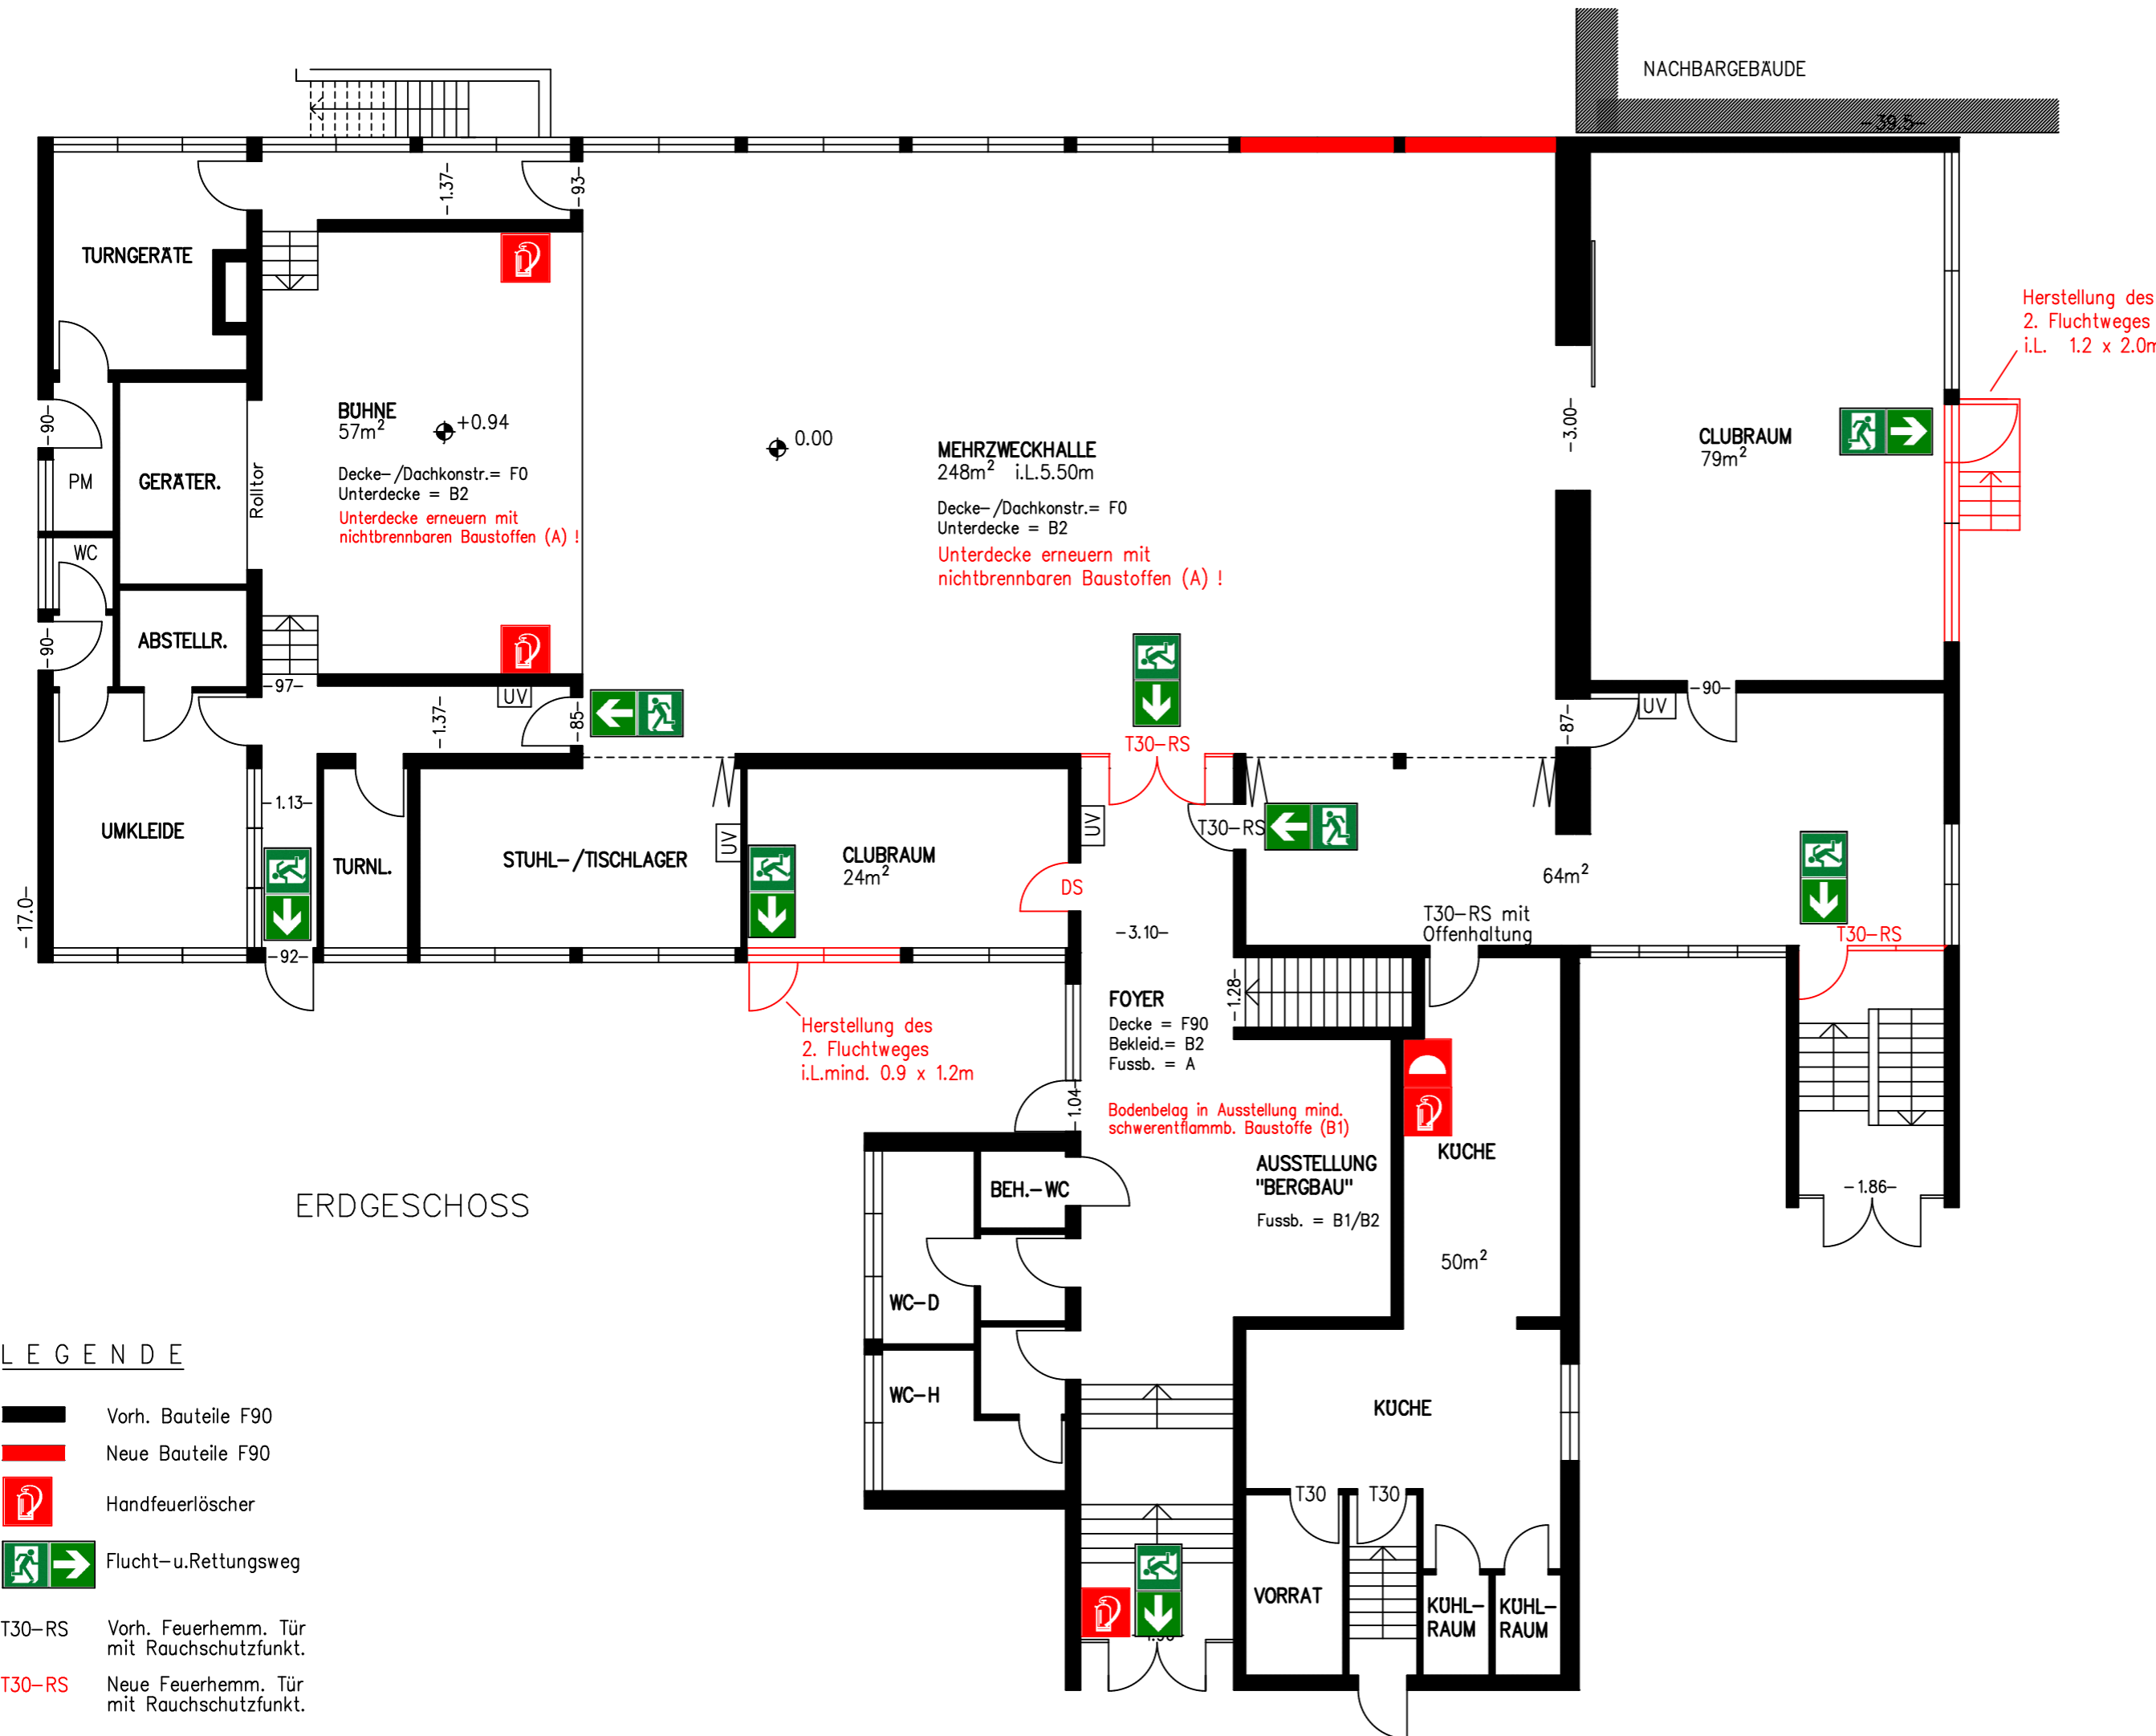 NACHBARGEBÄUDE
-39.5-
-1.37-
-93-
TURNGERÄTE
Herstellung des
2. Fluchtweges
i.L. 1.2 x 2.0m
BÜHNE
57m²
+0.94
0.00
Decke-/Dachkonstr.= F0
Unterdecke = B2
Unterdecke erneuern mit
nichtbrennbaren Baustoffen (A) !
MEHRZWECKHALLE
248m² i.L.5.50m
Decke-/Dachkonstr.= F0
Unterdecke = B2
Unterdecke erneuern mit
nichtbrennbaren Baustoffen (A) !
-3.00-
CLUBRAUM
79m²
-90-
PM
GERÄTER.
Rolltor
WC
ABSTELLR.
-90-
-97-
-1.37-
UV
-85-
T30-RS
-87-
UV
-90-
-1.13-
UMKLEIDE
TURNL.
STUHL-/TISCHLAGER
UV
CLUBRAUM
24m²
UV
T30-RS
DS
64m²
-17.0-
-92-
-3.10-
T30-RS mit
Offenhaltung
T30-RS
Herstellung des
2. Fluchtweges
i.L.mind. 0.9 x 1.2m
FOYER
Decke = F90
Bekleid.= B2
Fussb. = A
-1.28-
-1.04-
Bodenbelag in Ausstellung mind.
schwerentflammb. Baustoffe (B1)
KÜCHE
AUSSTELLUNG
"BERGBAU"
Fussb. = B1/B2
BEH.-WC
-1.86-
ERDGESCHOSS
50m²
WC-D
WC-H
KÜCHE
T30
T30
VORRAT
KÜHL-
RAUM
KÜHL-
RAUM
LEGENDE
Vorh. Bauteile F90
Neue Bauteile F90
Handfeuerlöscher
Flucht-u.Rettungsweg
T30-RS Vorh. Feuerhemm. Tür
mit Rauchschutzfunkt.
T30-RS Neue Feuerhemm. Tür
mit Rauchschutzfunkt.